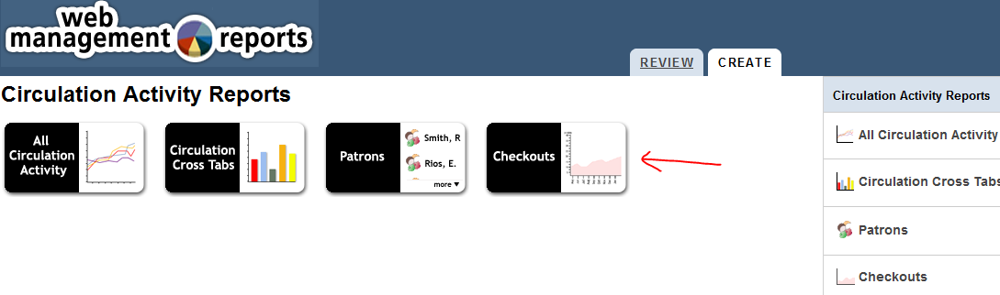 web
management reports
REVIEW
CREATE
Circulation Activity Reports
All
Circulation
Activity
Circulation
Cross Tabs
Patrons
Smith, R
Rios, E.
more ▼
Checkouts
Circulation Activity Reports
All Circulation Activity
Circulation Cross Tabs
Patrons
Checkouts